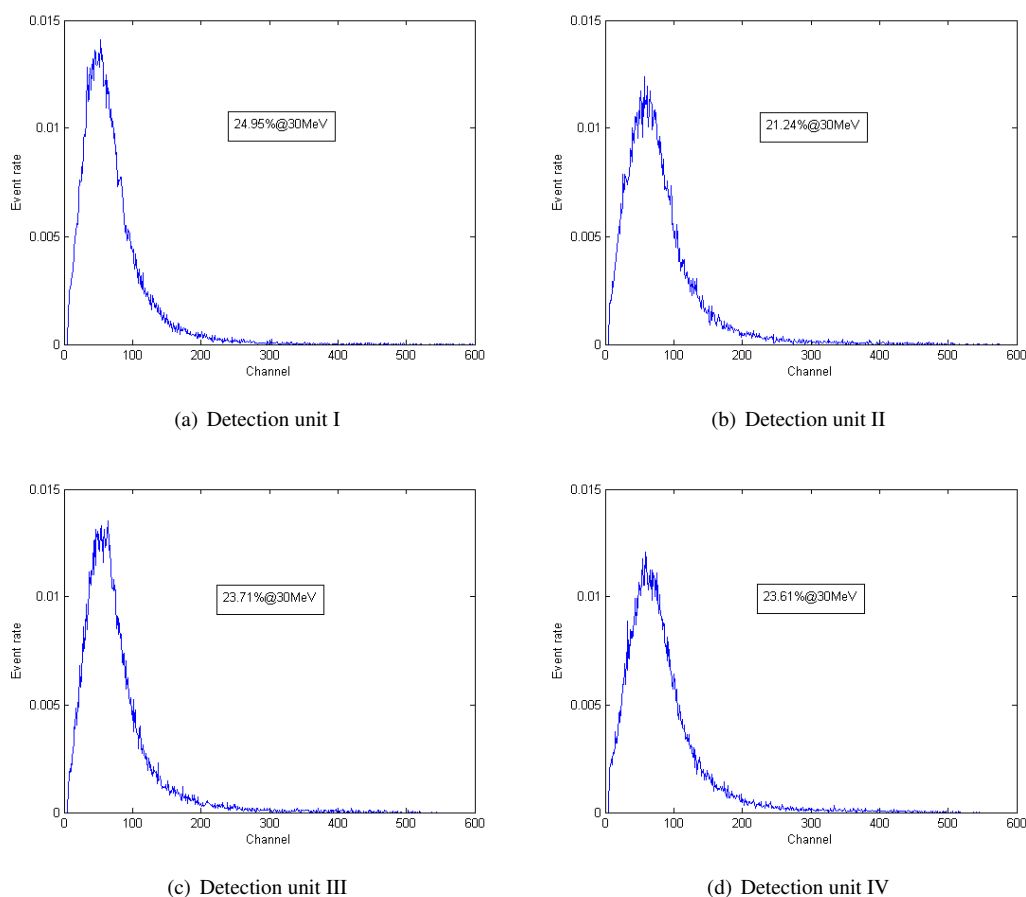 0.015
0.01
0.005
0
Event rate
24.95%@30MeV
0 100 200 300 400 500 600
Channel
(a) Detection unit I
0.015
0.01
0.005
0
Event rate
21.24%@30MeV
0 100 200 300 400 500 600
Channel
(b) Detection unit II
0.015
0.01
0.005
0
Event rate
23.71%@30MeV
0 100 200 300 400 500 600
Channel
(c) Detection unit III
0.015
0.01
0.005
0
Event rate
23.61%@30MeV
0 100 200 300 400 500 600
Channel
(d) Detection unit IV